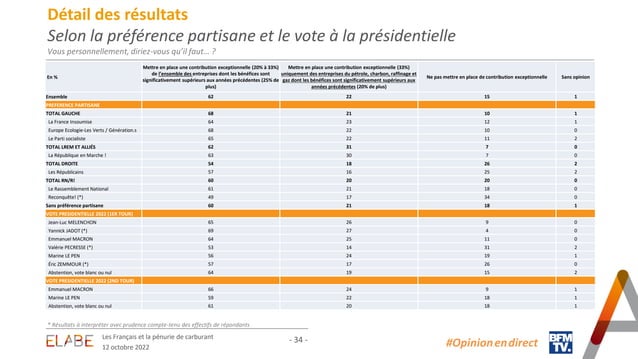 Détail des résultats
Selon la préférence partisane et le vote à la présidentielle
Vous personnellement, diriez-vous qu'il faut… ?
En % | Mettre en place une contribution exceptionnelle (20% à 33%) de l'ensemble des entreprises dont les bénéfices sont significativement supérieurs aux années précédentes (25% de plus) | Mettre en place une contribution exceptionnelle (33%) uniquement des entreprises du pétrole, charbon, raffinage et gaz dont les bénéfices sont significativement supérieurs aux années précédentes (20% de plus) | Ne pas mettre en place de contribution exceptionnelle | Sans opinion
Ensemble 62 22 15 1
PREFERENCE PARTISANE
TOTAL GAUCHE 68 21 10 1
La France Insoumise 64 23 12 1
Europe Ecologie-Les Verts / Génération.s 68 22 10 0
Le Parti socialiste 65 22 11 2
TOTAL LREM ET ALLIÉS 62 31 7 0
La République en Marche ! 63 30 7 0
TOTAL DROITE 54 18 26 2
Les Républicains 57 16 25 2
TOTAL RN/R! 60 20 20 0
Le Rassemblement National 61 21 18 0
Reconquête! (*) 49 17 34 0
Sans préférence partisane 60 21 18 1
VOTE PRESIDENTIELLE 2022 (1ER TOUR)
Jean-Luc MELENCHON 65 26 9 0
Yannick JADOT (*) 69 27 4 0
Emmanuel MACRON 64 25 11 0
Valérie PECRESSE (*) 53 14 31 2
Marine LE PEN 56 24 19 1
Éric ZEMMOUR (*) 57 17 26 0
Abstention, vote blanc ou nul 64 19 15 2
VOTE PRESIDENTIELLE 2022 (2ND TOUR)
Emmanuel MACRON 66 24 9 1
Marine LE PEN 59 22 18 1
Abstention, vote blanc ou nul 61 20 18 1
* Résultats à interpréter avec prudence compte-tenu des effectifs de répondants
ELABE
Les Français et la pénurie de carburant
12 octobre 2022
- 34 -
#Opinion en direct
BFM
TV.